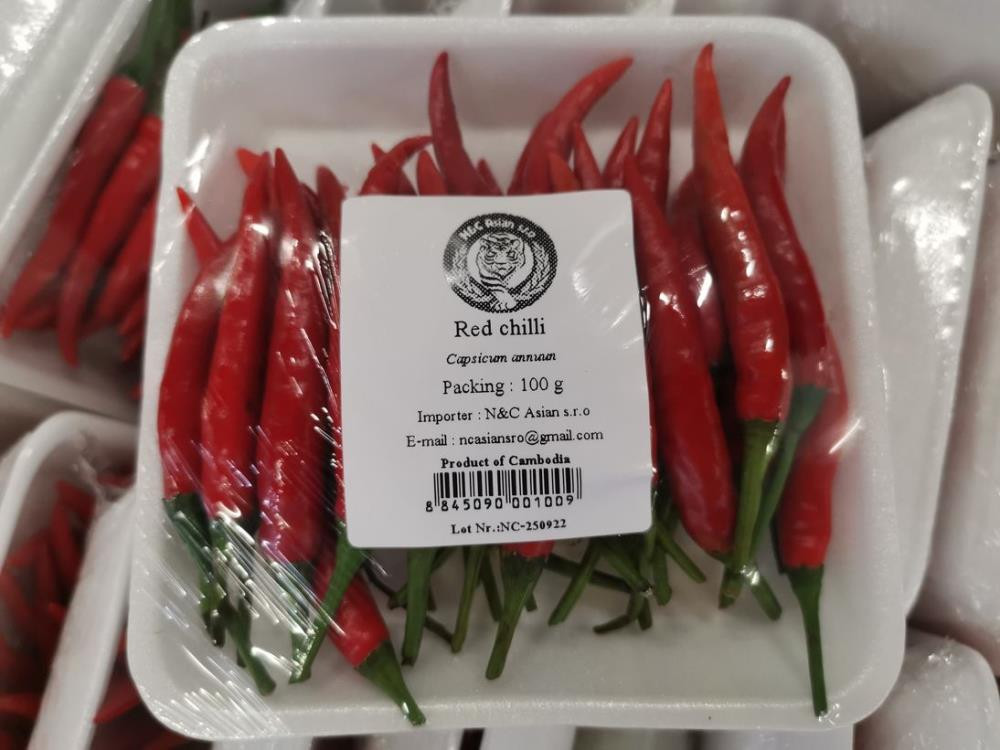 N&C Asian s.r.o
Red chilli
Capsicum annuum
Packing : 100 g
Importer : N&C Asian s.r.o
E-mail : ncasiansro@gmail.com
Product of Cambodia
8 845090 001009
Lot Nr.:NC-250922